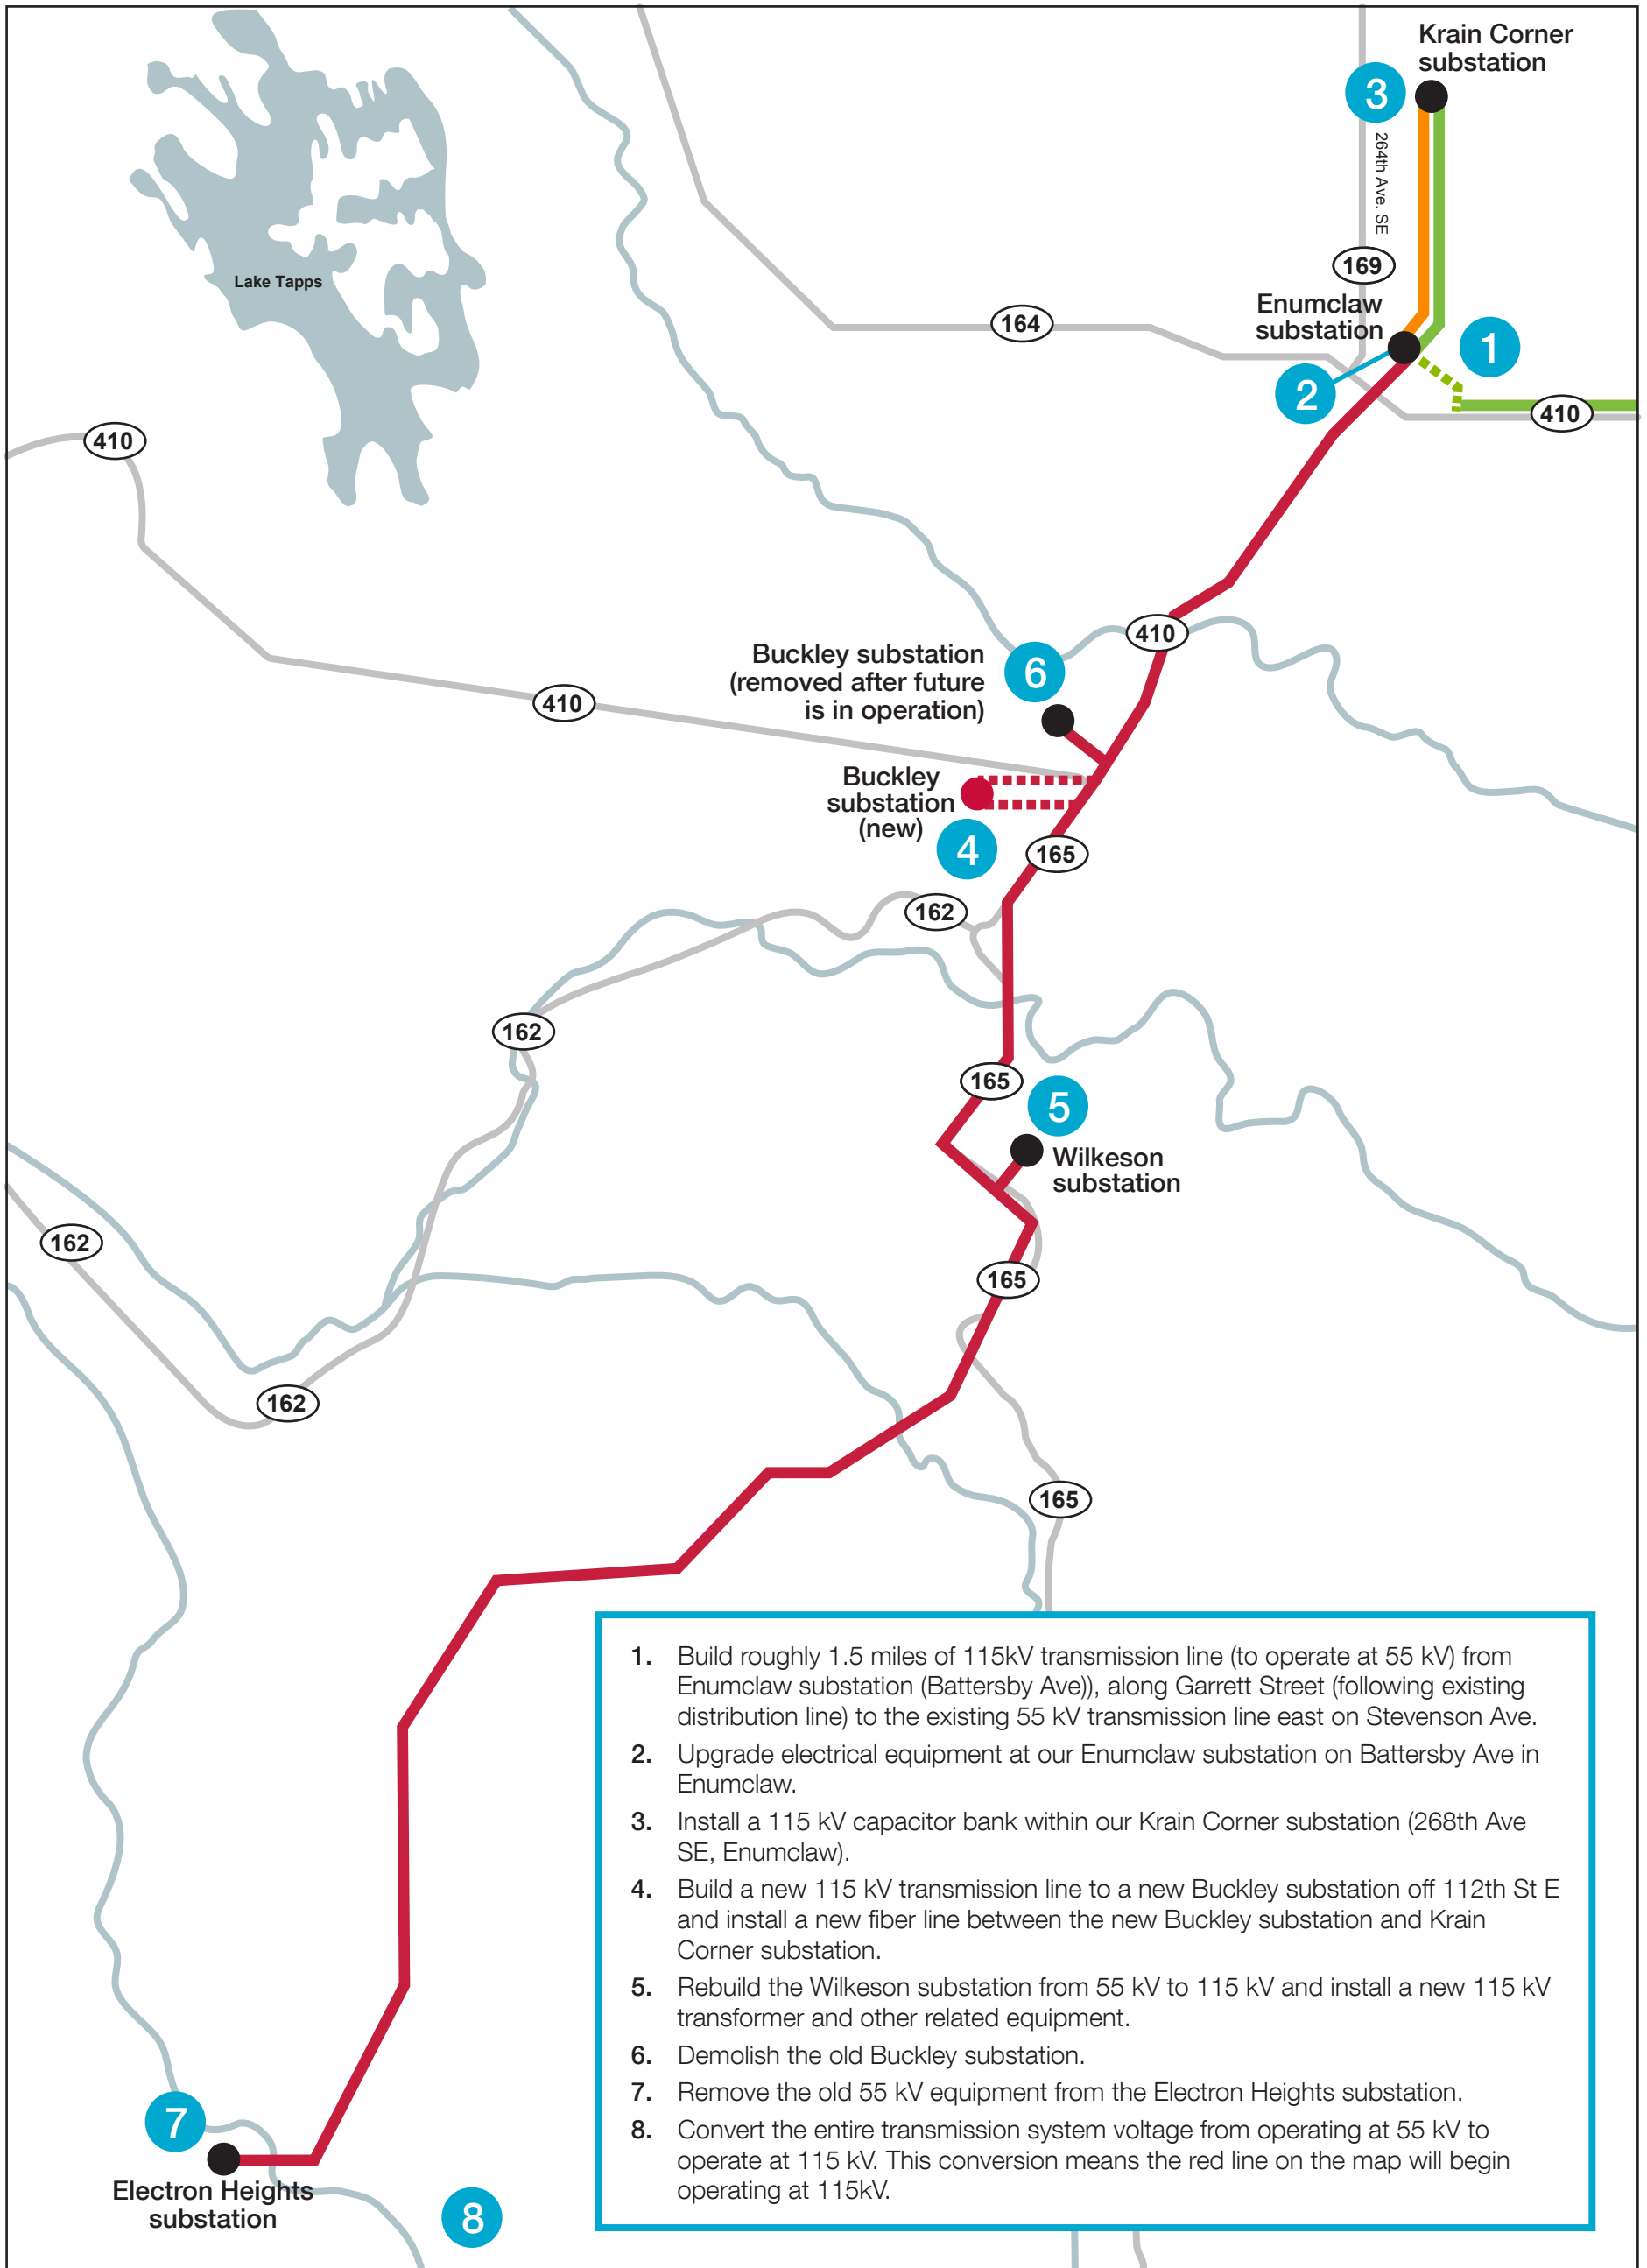 Krain Corner
substation
3
264th Ave. SE
169
Lake Tapps
Enumclaw
substation
164
1
2
410
410
410
Buckley substation
(removed after future
is in operation)
6
410
Buckley
substation
(new)
4
165
162
162
165
5
Wilkeson
substation
162
165
162
165
1. Build roughly 1.5 miles of 115kV transmission line (to operate at 55 kV) from
Enumclaw substation (Battersby Ave)), along Garrett Street (following existing
distribution line) to the existing 55 kV transmission line east on Stevenson Ave.
2. Upgrade electrical equipment at our Enumclaw substation on Battersby Ave in
Enumclaw.
3. Install a 115 kV capacitor bank within our Krain Corner substation (268th Ave
SE, Enumclaw).
4. Build a new 115 kV transmission line to a new Buckley substation off 112th St E
and install a new fiber line between the new Buckley substation and Krain
Corner substation.
5. Rebuild the Wilkeson substation from 55 kV to 115 kV and install a new 115 kV
transformer and other related equipment.
6. Demolish the old Buckley substation.
7. Remove the old 55 kV equipment from the Electron Heights substation.
8. Convert the entire transmission system voltage from operating at 55 kV to
operate at 115 kV. This conversion means the red line on the map will begin
operating at 115kV.
7
Electron Heights
substation
8